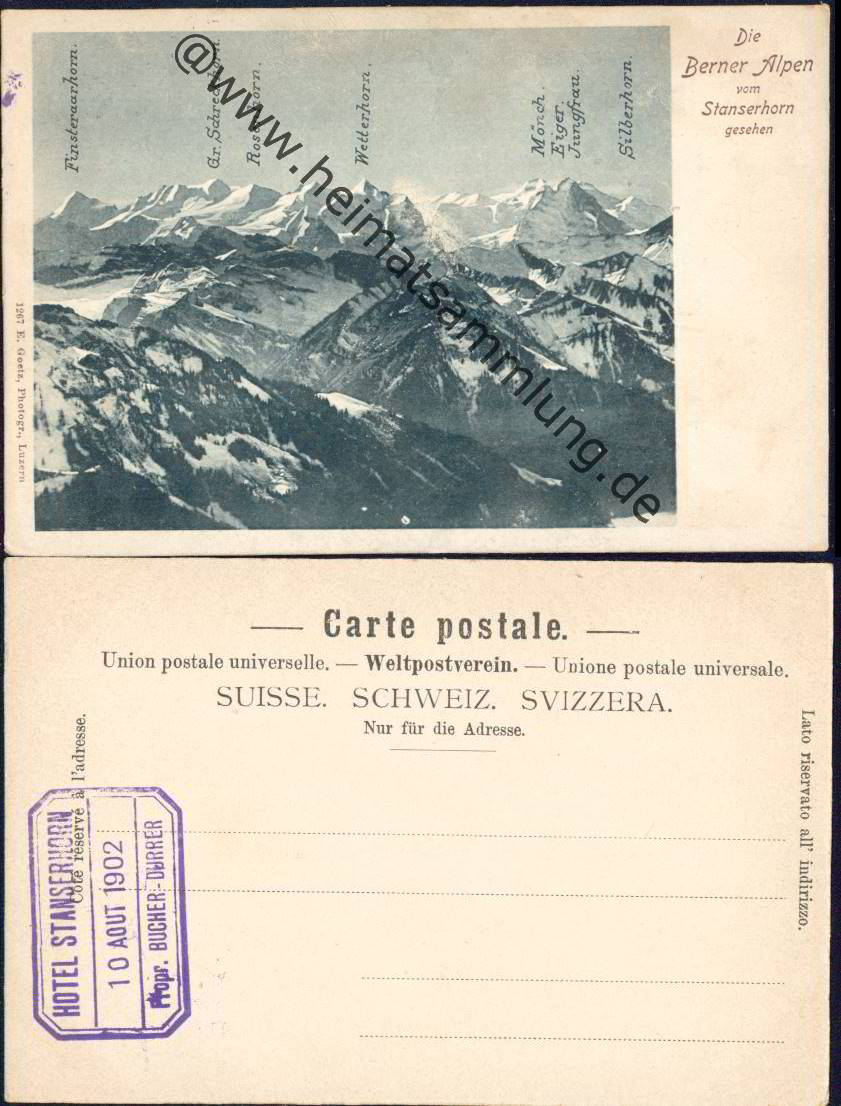 Finsteraarhorn.
Gr. Schreckhorn.
Rosenhorn.
Wetterhorn.
Mönch.
Eiger.
Jungfrau.
Silberhorn.
Die
Berner Alpen
vom
Stanserhorn
gesehen
@www.heimatsammlung.de
1267 E. Goetz, Photogr., Luzern
— Carte postale. —
Union postale universelle. — Weltpostverein. — Unione postale universale.
SUISSE. SCHWEIZ. SVIZZERA.
Nur für die Adresse.
Côté réservé à l'adresse.
Lato riservato all' indirizzo.
HOTEL STANSERHORN
10 AOUT 1902
Propr. BUCHER-DURRER